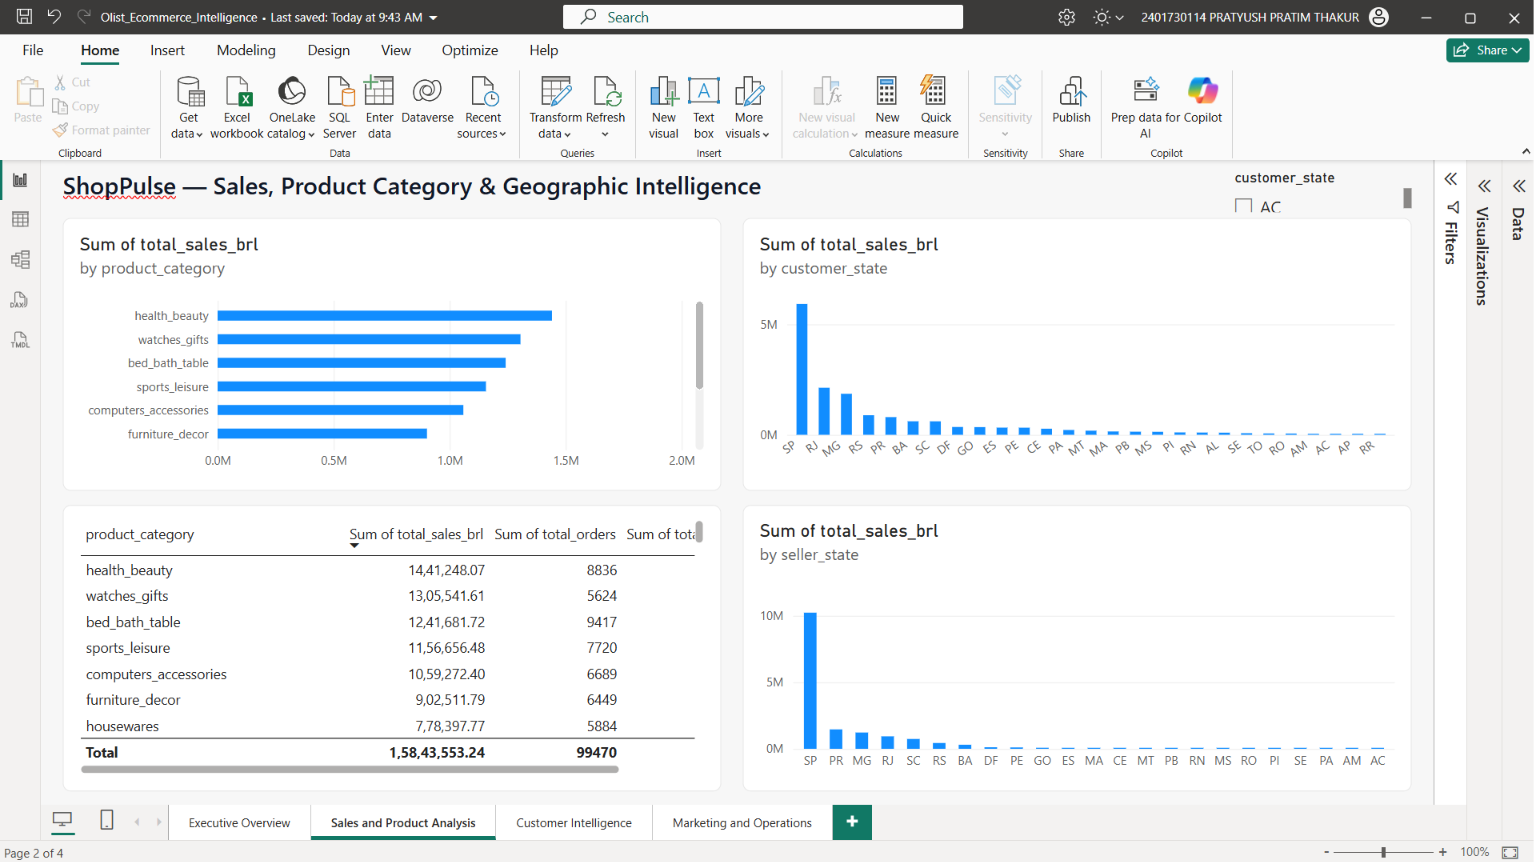 Olist_Ecommerce_Intelligence • Last saved: Today at 9:43 AM
Search
2401730114 PRATYUSH PRATIM THAKUR
File Home Insert Modeling Design View Optimize Help
Share
Paste
Cut
Copy
Format painter
Clipboard
Get data
Excel workbook
OneLake catalog
SQL Server
Enter data
Dataverse
Recent sources
Data
Transform data
Refresh
Queries
New visual
Text box
More visuals
Insert
New visual calculation
New measure
Quick measure
Calculations
Sensitivity
Sensitivity
Publish
Share
Prep data for AI
Copilot
Copilot
DAX
TMDL
ShopPulse — Sales, Product Category & Geographic Intelligence
customer_state
AC
Filters
Visualizations
Data
Sum of total_sales_brl
by product_category
health_beauty
watches_gifts
bed_bath_table
sports_leisure
computers_accessories
furniture_decor
0.0M 0.5M 1.0M 1.5M 2.0M
Sum of total_sales_brl
by customer_state
5M
0M
SP RJ MG RS PR BA SC DF GO ES PE CE PA MT MA PB MS PI RN AL SE TO RO AM AC AP RR
product_category Sum of total_sales_brl Sum of total_orders Sum of tota
health_beauty 14,41,248.07 8836
watches_gifts 13,05,541.61 5624
bed_bath_table 12,41,681.72 9417
sports_leisure 11,56,656.48 7720
computers_accessories 10,59,272.40 6689
furniture_decor 9,02,511.79 6449
housewares 7,78,397.77 5884
Total 1,58,43,553.24 99470
Sum of total_sales_brl
by seller_state
10M
5M
0M
SP PR MG RJ SC RS BA DF PE GO ES MA CE MT PB RN MS RO PI SE PA AM AC
Executive Overview Sales and Product Analysis Customer Intelligence Marketing and Operations +
Page 2 of 4
- + 100%